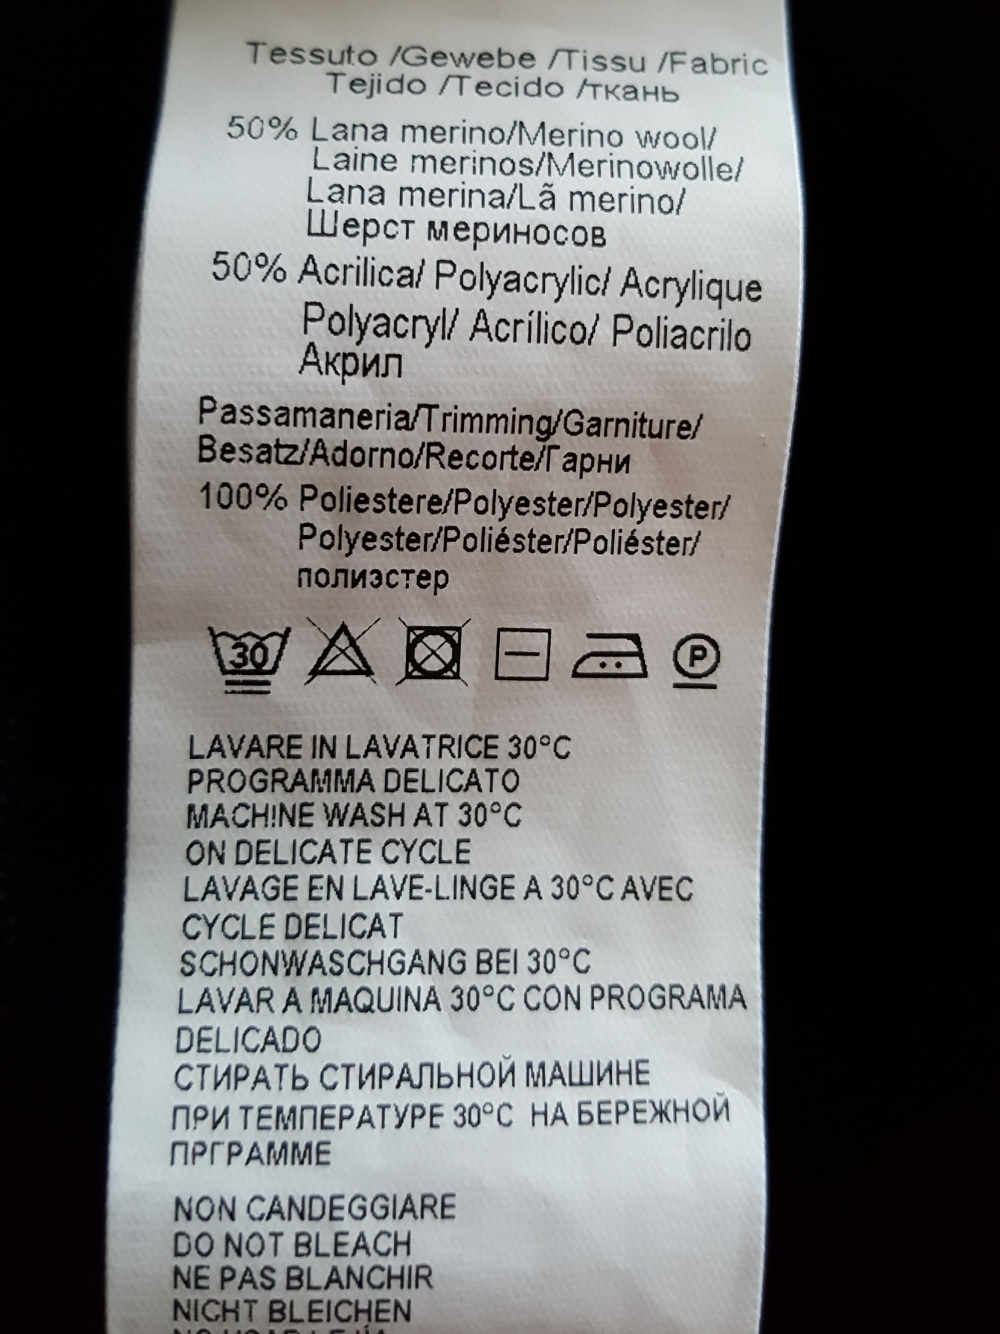 Tessuto /Gewebe /Tissu /Fabric
Tejido /Tecido /ткань
50% Lana merino/Merino wool/
Laine merinos/Merinowolle/
Lana merina/Lã merino/
Шерст мериносов
50% Acrilica/ Polyacrylic/ Acrylique
Polyacryl/ Acrílico/ Poliacrilo
Акрил
Passamaneria/Trimming/Garniture/
Besatz/Adorno/Recorte/Гарни
100% Poliestere/Polyester/Polyester/
Polyester/Poliéster/Poliéster/
полиэстер
30 P
LAVARE IN LAVATRICE 30°C
PROGRAMMA DELICATO
MACHINE WASH AT 30°C
ON DELICATE CYCLE
LAVAGE EN LAVE-LINGE A 30°C AVEC
CYCLE DELICAT
SCHONWASCHGANG BEI 30°C
LAVAR A MAQUINA 30°C CON PROGRAMA
DELICADO
СТИРАТЬ СТИРАЛЬНОЙ МАШИНЕ
ПРИ ТЕМПЕРАТУРЕ 30°C НА БЕРЕЖНОЙ
ПРГРАММЕ
NON CANDEGGIARE
DO NOT BLEACH
NE PAS BLANCHIR
NICHT BLEICHEN